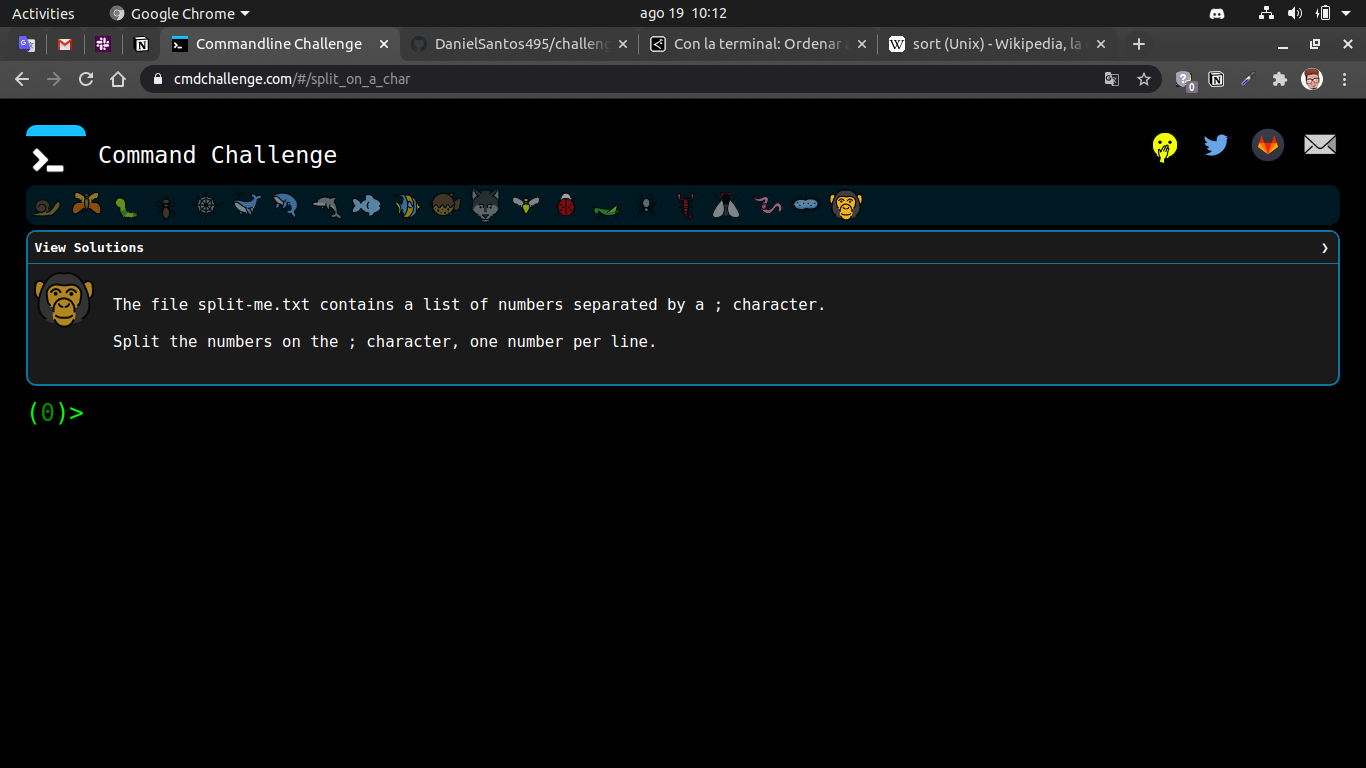 Activities Google Chrome ago 19 10:12
Commandline Challenge DanielSantos495/challeng Con la terminal: Ordenar sort (Unix) - Wikipedia, la
cmdchallenge.com/#/split_on_a_char
0
Command Challenge
View Solutions
The file split-me.txt contains a list of numbers separated by a ; character.
Split the numbers on the ; character, one number per line.
(0)>